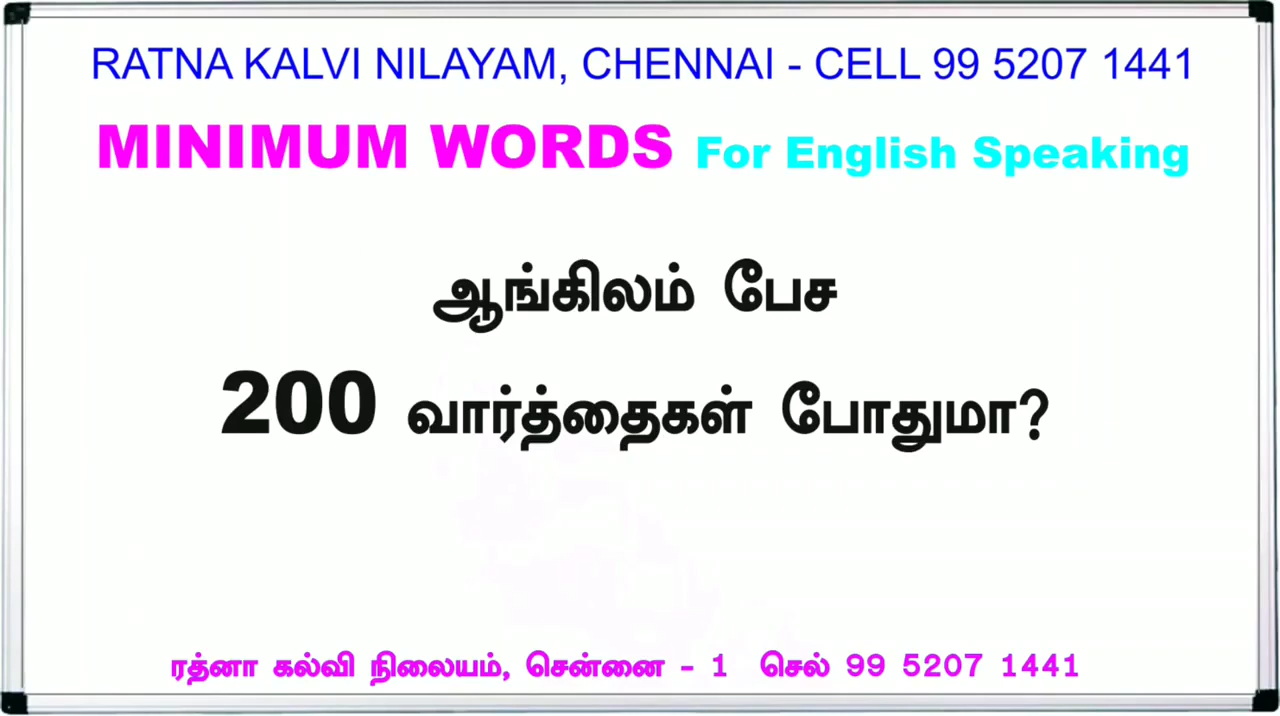 RATNA KALVI NILAYAM, CHENNAI - CELL 99 5207 1441
MINIMUM WORDS For English Speaking
ஆங்கிலம் பேச
200 வார்த்தைகள் போதுமா?
ரத்னா கல்வி நிலையம், சென்னை - 1 செல் 99 5207 1441